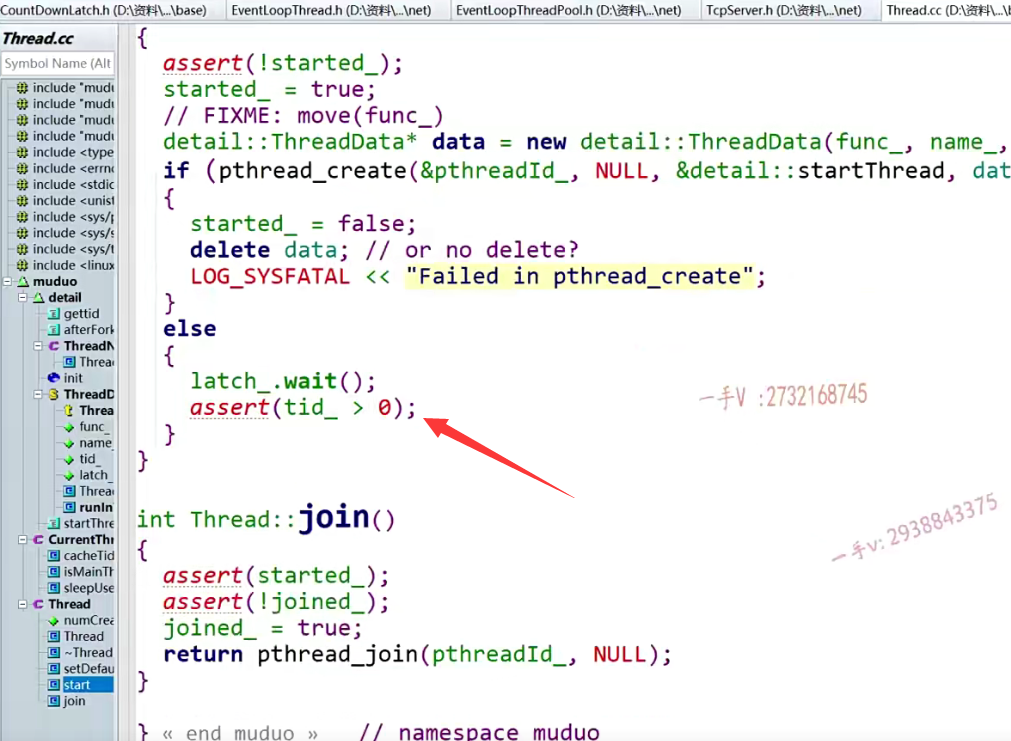 CountDownLatch.h (D:\资料\...\base)
EventLoopThread.h (D:\资料\...\net)
EventLoopThreadPool.h (D:\资料\...\net)
TcpServer.h (D:\资料\...\net)
Thread.cc (D:\资料\...\b
Thread.cc
Symbol Name (Alt
include "mudu
include "mudu
include "mudu
include "mudu
include <type
include <errno
include <stdio
include <unist
include <sys/p
include <sys/s
include <sys/t
include <linux
muduo
detail
gettid
afterFork
ThreadN
Threa
init
ThreadD
Threa
func_
name_
tid_
latch_
Threa
runIn
startThre
CurrentThr
cacheTid
isMainTh
sleepUse
Thread
numCrea
Thread
~Thread
setDefau
start
join
{
assert(!started_);
started_ = true;
// FIXME: move(func_)
detail::ThreadData* data = new detail::ThreadData(func_, name_,
if (pthread_create(&pthreadId_, NULL, &detail::startThread, dat
{
started_ = false;
delete data; // or no delete?
LOG_SYSFATAL << "Failed in pthread_create";
}
else
{
latch_.wait();
assert(tid_ > 0);
}
}
int Thread::join()
{
assert(started_);
assert(!joined_);
joined_ = true;
return pthread_join(pthreadId_, NULL);
}
} « end muduo » // namespace muduo
一手V :2732168745
一手v: 2938843375